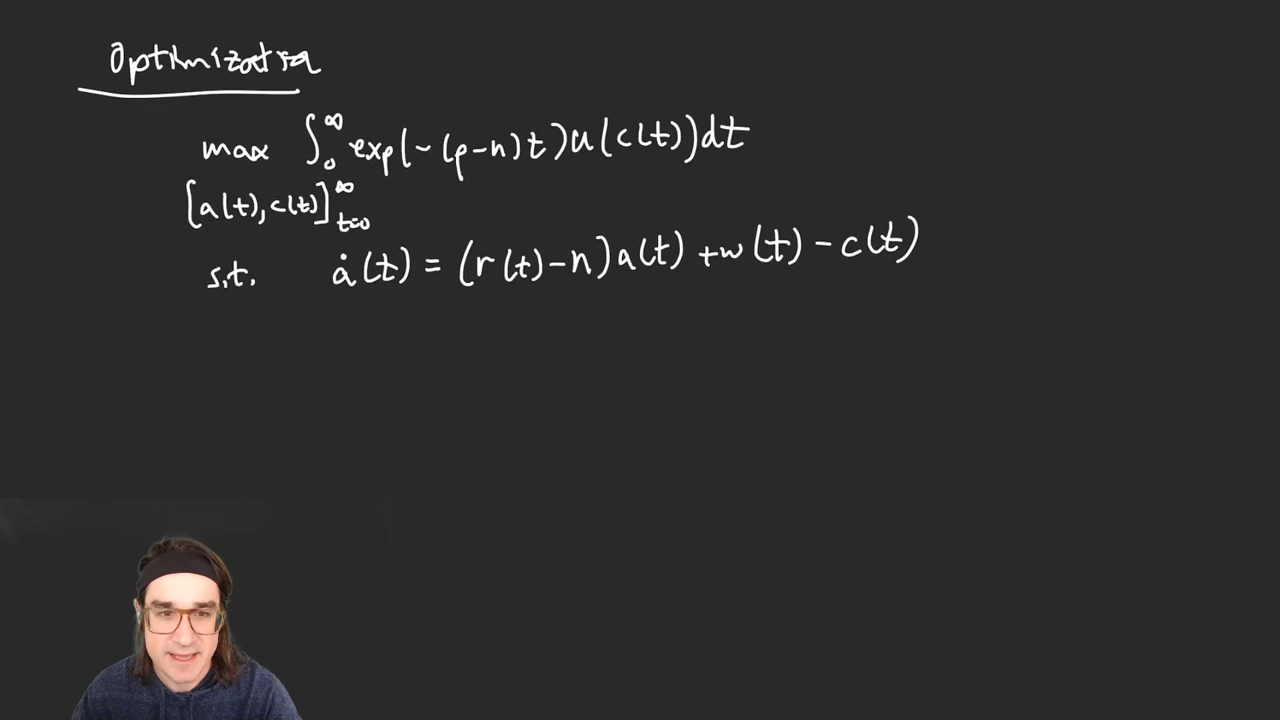 Optimization
max ∫₀^∞ exp(-(ρ-n)t)u(c(t))dt
[a(t),c(t)]_{t=0}^∞
s.t. ȧ(t) = (r(t)-n)a(t) +w(t) - c(t)